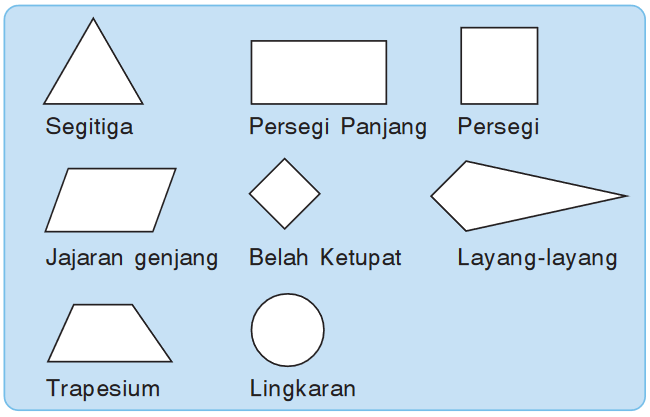 Segitiga
Persegi Panjang
Persegi
Jajaran genjang
Belah Ketupat
Layang-layang
Trapesium
Lingkaran